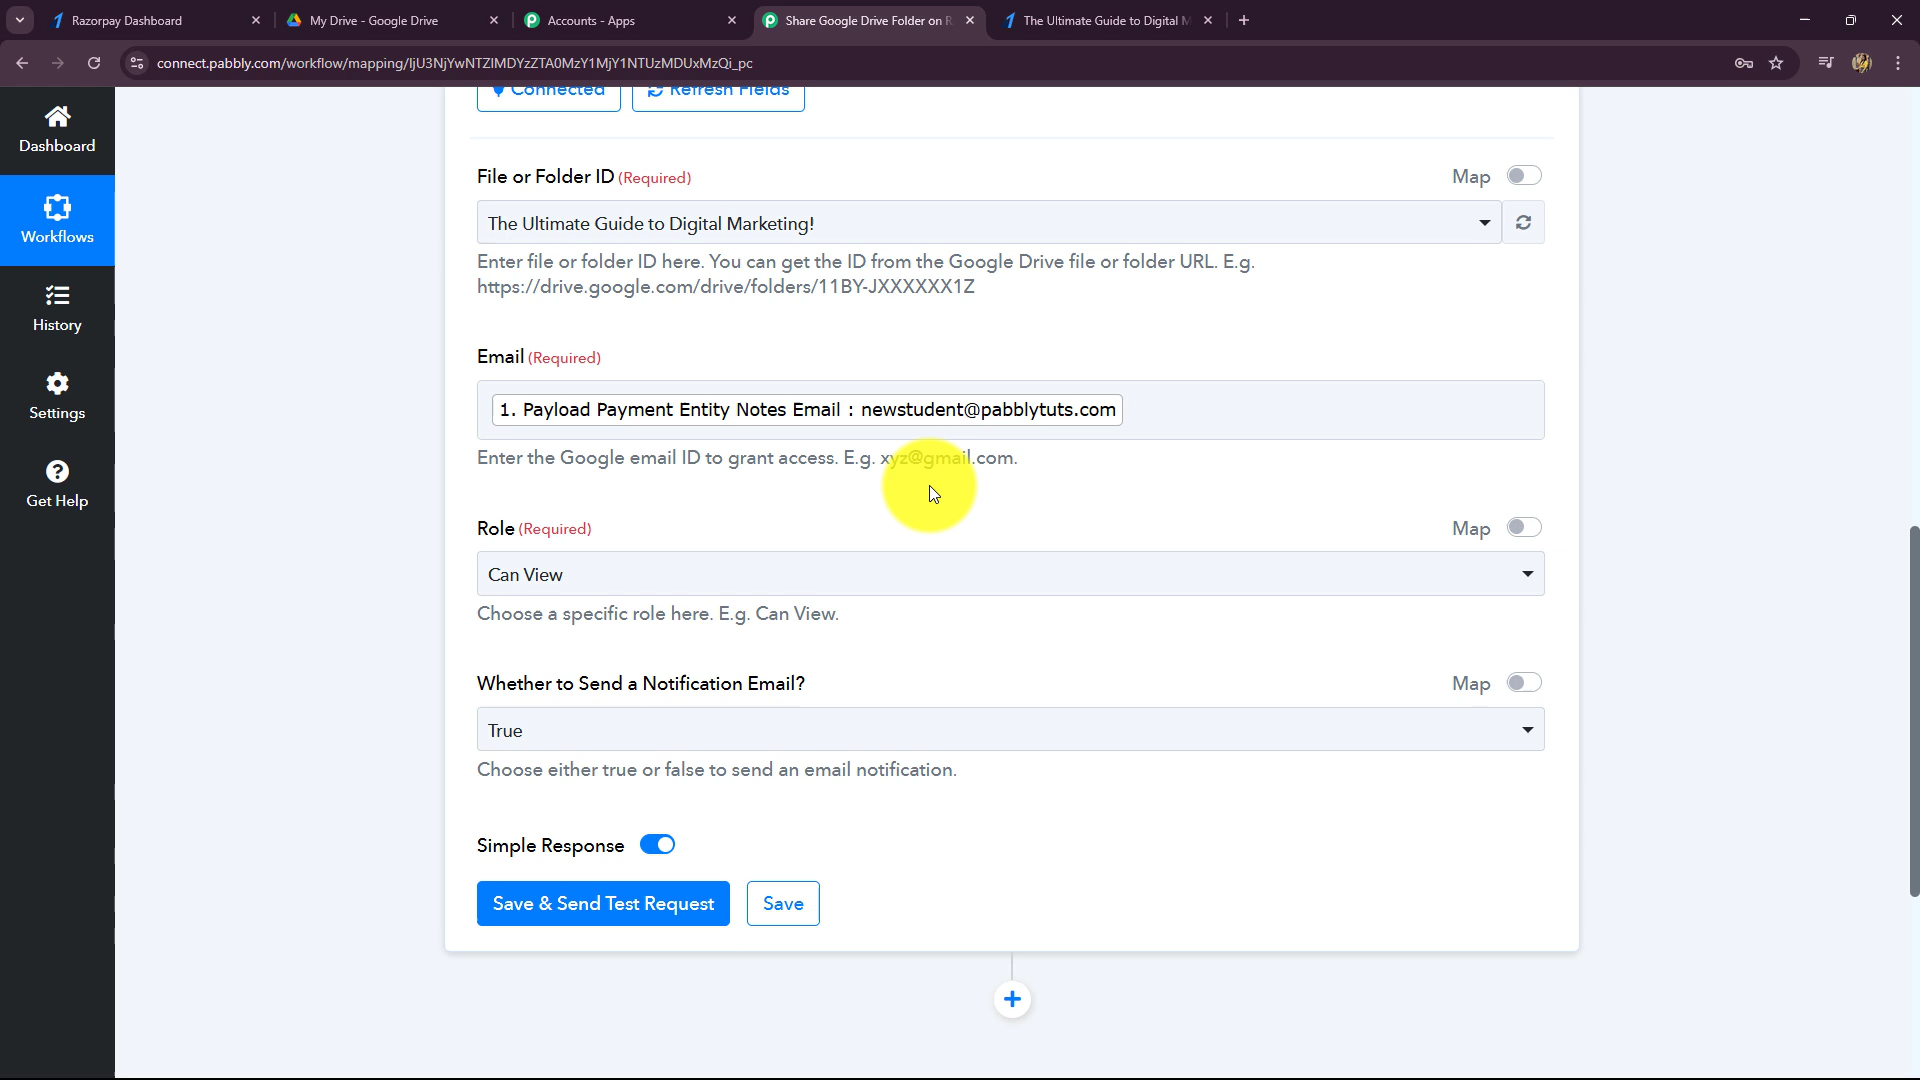 Razorpay Dashboard
My Drive - Google Drive
Accounts - Apps
Share Google Drive Folder on R
The Ultimate Guide to Digital M
connect.pabbly.com/workflow/mapping/IjU3NjYwNTZlMDYzZTA0MzY1MjY1NTUzMDUxMzQi_pc
Dashboard
Workflows
History
Settings
Get Help
Connected
Refresh Fields
File or Folder ID (Required)
Map
The Ultimate Guide to Digital Marketing!
Enter file or folder ID here. You can get the ID from the Google Drive file or folder URL. E.g.
https://drive.google.com/drive/folders/11BY-JXXXXXX1Z
Email (Required)
1. Payload Payment Entity Notes Email : newstudent@pabblytuts.com
Enter the Google email ID to grant access. E.g. xyz@gmail.com.
Role (Required)
Map
Can View
Choose a specific role here. E.g. Can View.
Whether to Send a Notification Email?
Map
True
Choose either true or false to send an email notification.
Simple Response
Save & Send Test Request
Save